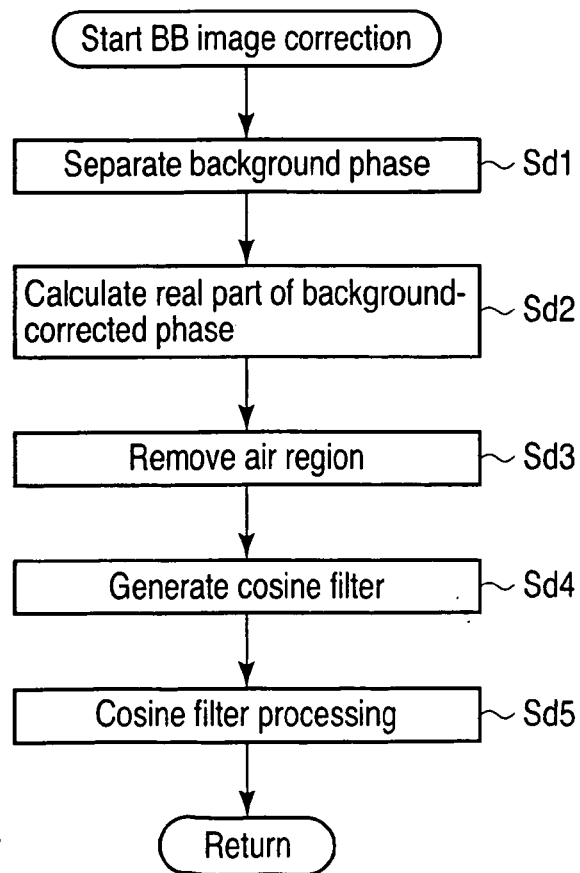 Start BB image correction
Separate background phase
Sd1
Calculate real part of background-
corrected phase
Sd2
Remove air region
Sd3
Generate cosine filter
Sd4
Cosine filter processing
Sd5
Return